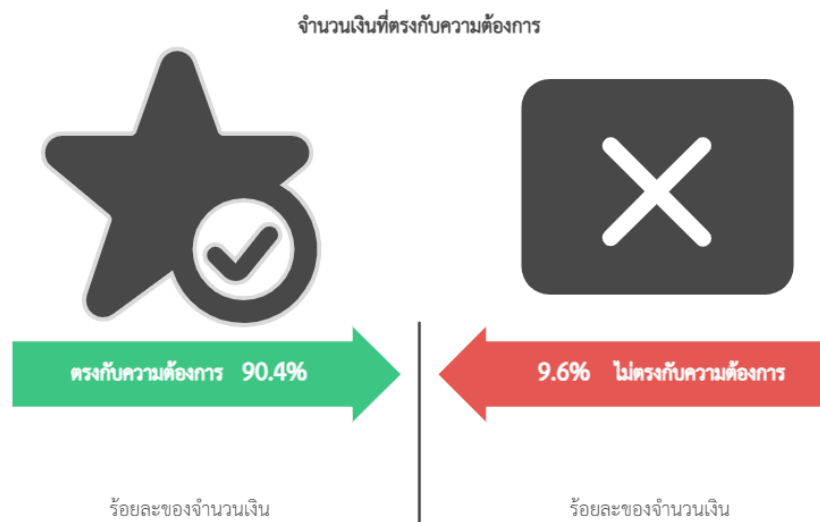 จำนวนเงินที่ตรงกับความต้องการ
ตรงกับความต้องการ 90.4%
9.6% ไม่ตรงกับความต้องการ
ร้อยละของจำนวนเงิน
ร้อยละของจำนวนเงิน